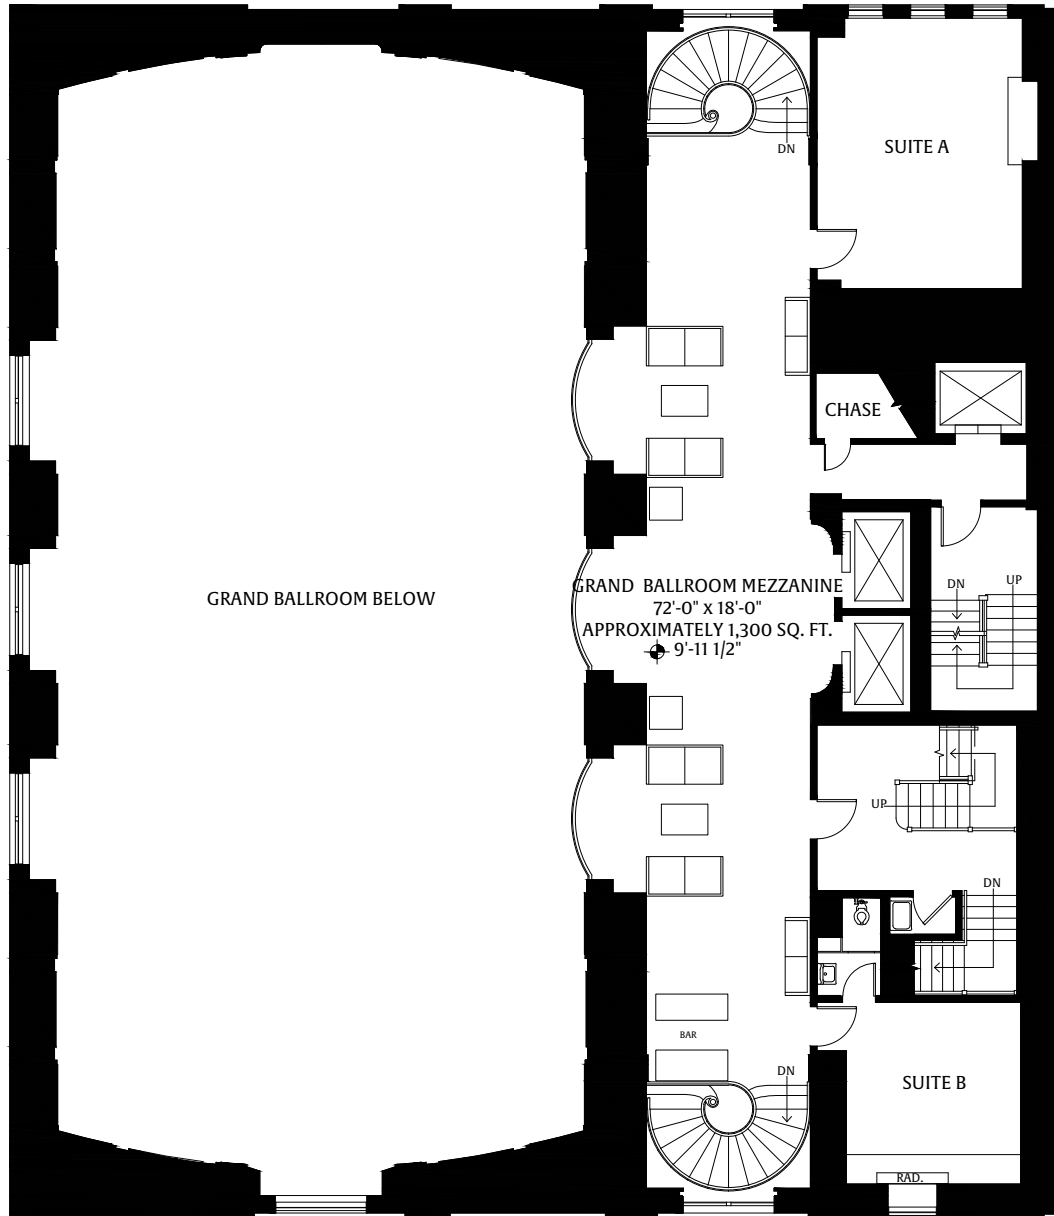 DN
SUITE A
CHASE
GRAND BALLROOM BELOW
GRAND BALLROOM MEZZANINE
72'-0" x 18'-0"
APPROXIMATELY 1,300 SQ. FT.
9'-11 1/2"
DN
UP
UP
DN
BAR
DN
SUITE B
RAD.